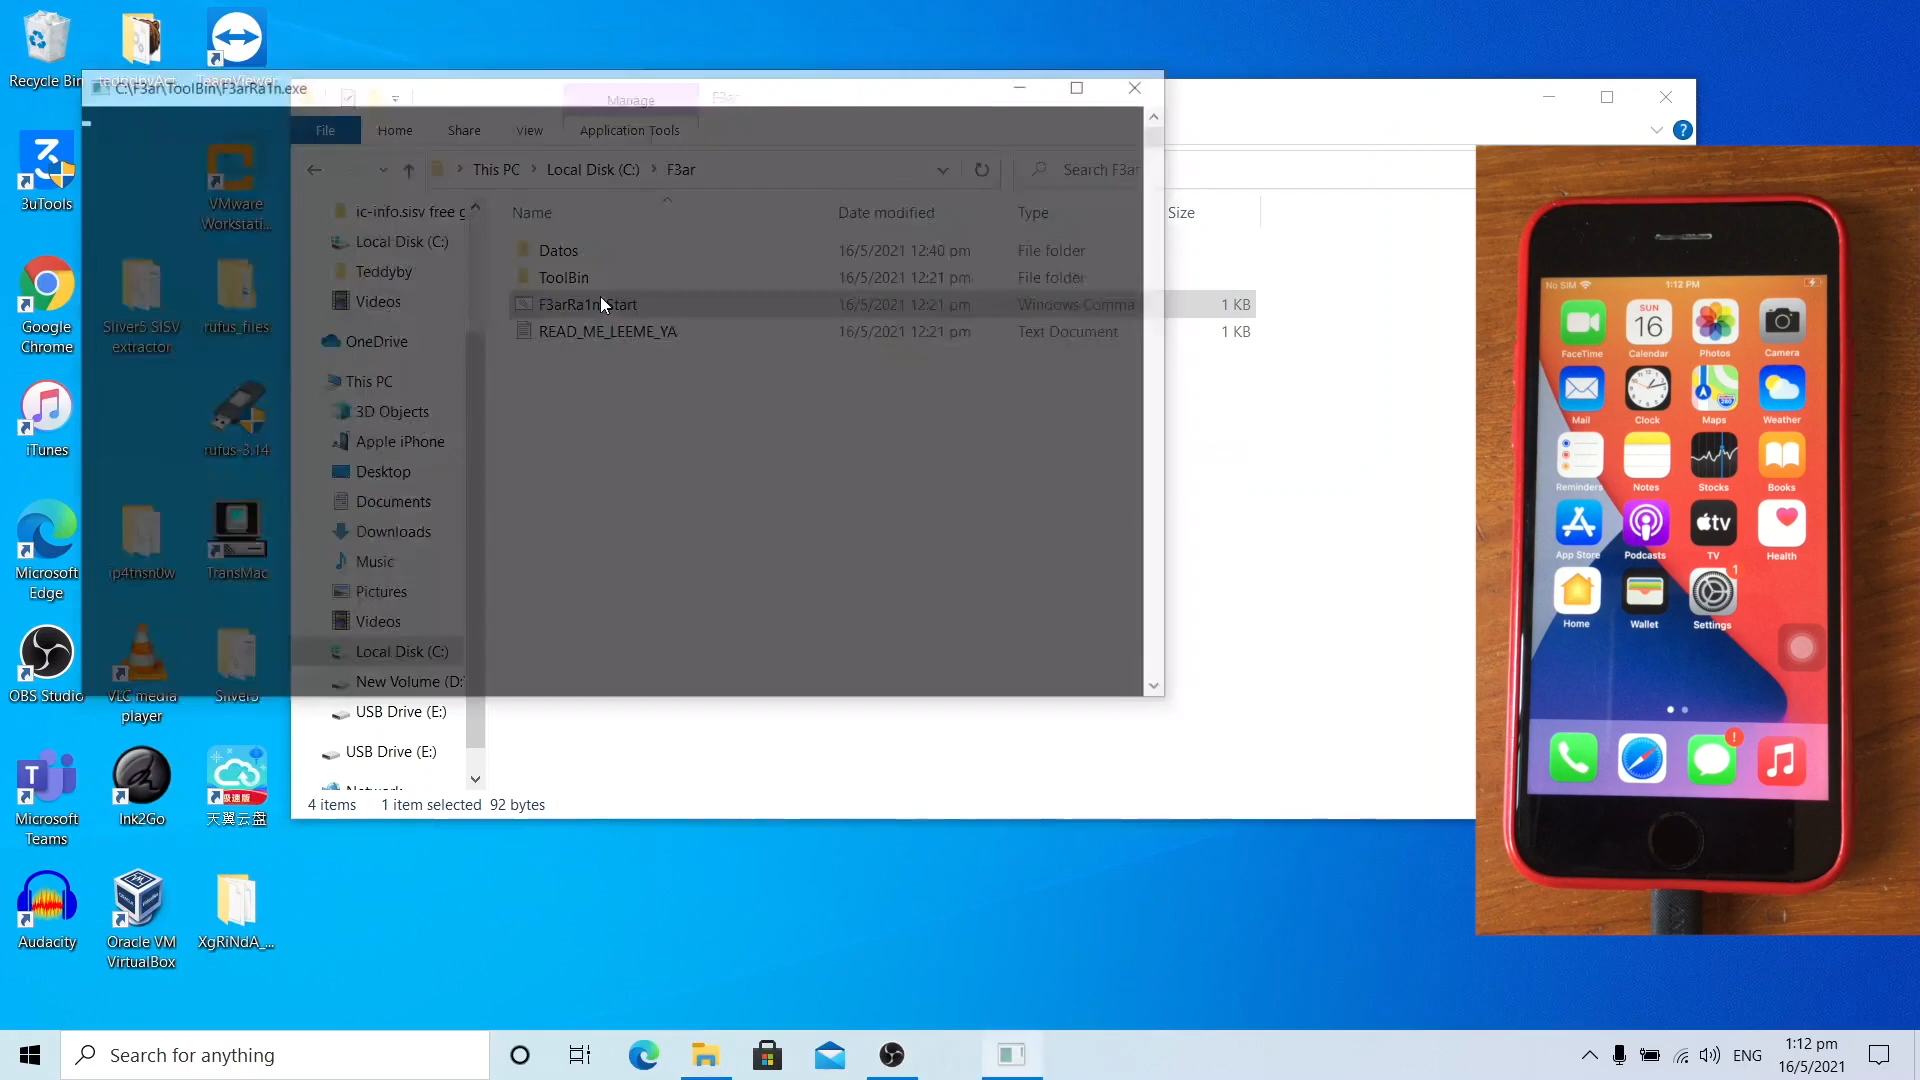 Recycle Bin
teddybyArt
TeamViewer
C:\F3ar\ToolBin\F3arRa1n.exe
Manage
F3ar
File
Home
Share
View
Application Tools
This PC
Local Disk (C:)
F3ar
Search F3ar
Name
Date modified
Type
Size
ic-info.sisv free g
Local Disk (C:)
Teddyby
Videos
OneDrive
This PC
3D Objects
Apple iPhone
Desktop
Documents
Downloads
Music
Pictures
Videos
Local Disk (C:)
New Volume (D:
USB Drive (E:)
USB Drive (E:)
Network
Datos
16/5/2021 12:40 pm
File folder
ToolBin
16/5/2021 12:21 pm
File folder
F3arRa1n Start
16/5/2021 12:21 pm
Windows Comma
1 KB
READ_ME_LEEME_YA
16/5/2021 12:21 pm
Text Document
1 KB
4 items
1 item selected
92 bytes
3uTools
VMware
Workstati...
Google
Chrome
Sliver5 SISV
extractor
rufus_files
iTunes
rufus-3.14
Microsoft
Edge
ip4tnsn0w
TransMac
OBS Studio
VLC media
player
Sliver5
Microsoft
Teams
Ink2Go
极速版
天翼云盘
Audacity
Oracle VM
VirtualBox
XgRiNdA_...
No SIM
1:12 PM
FaceTime
SUN
16
Calendar
Photos
Camera
Mail
Clock
Maps
Weather
Reminders
Notes
Stocks
Books
App Store
Podcasts
tv
TV
Health
Home
Wallet
1
Settings
!
Search for anything
ENG
1:12 pm
16/5/2021